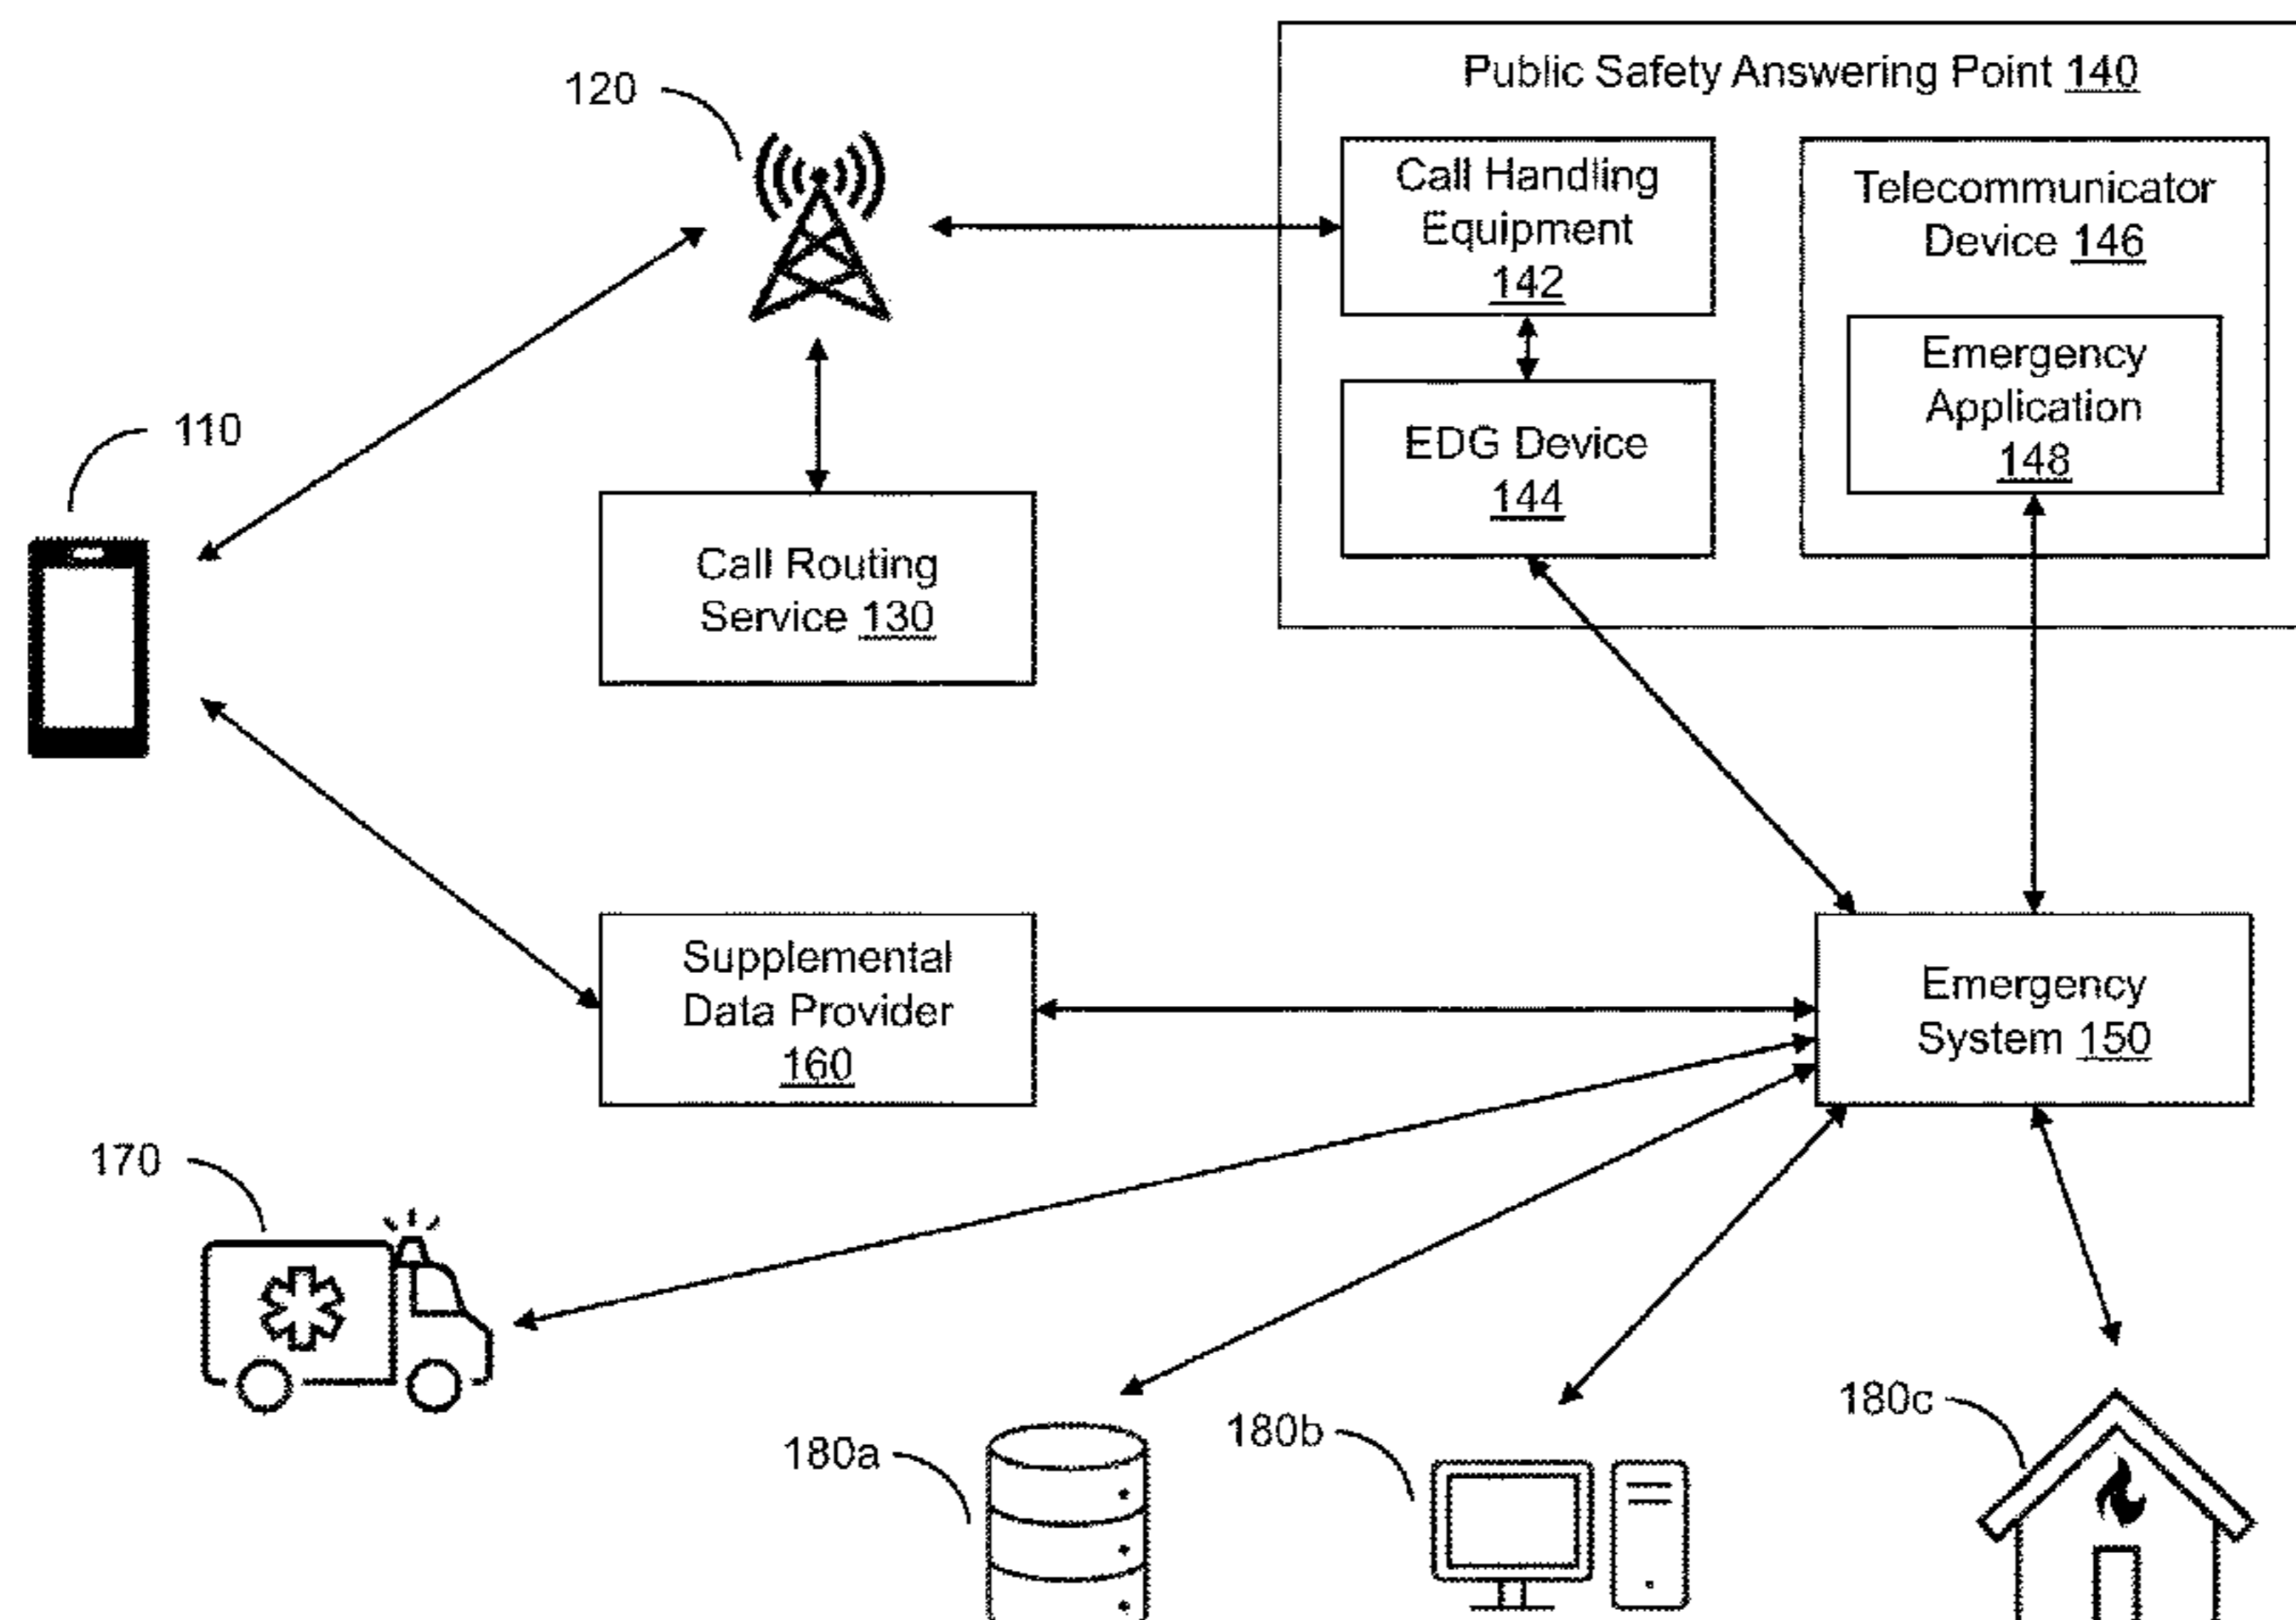 Public Safety Answering Point 140
120
Call Handling
Equipment
142
Telecommunicator
Device 146
Emergency
Application
148
EDG Device
144
110
Call Routing
Service 130
Supplemental
Data Provider
160
Emergency
System 150
170
180a
180b
180c